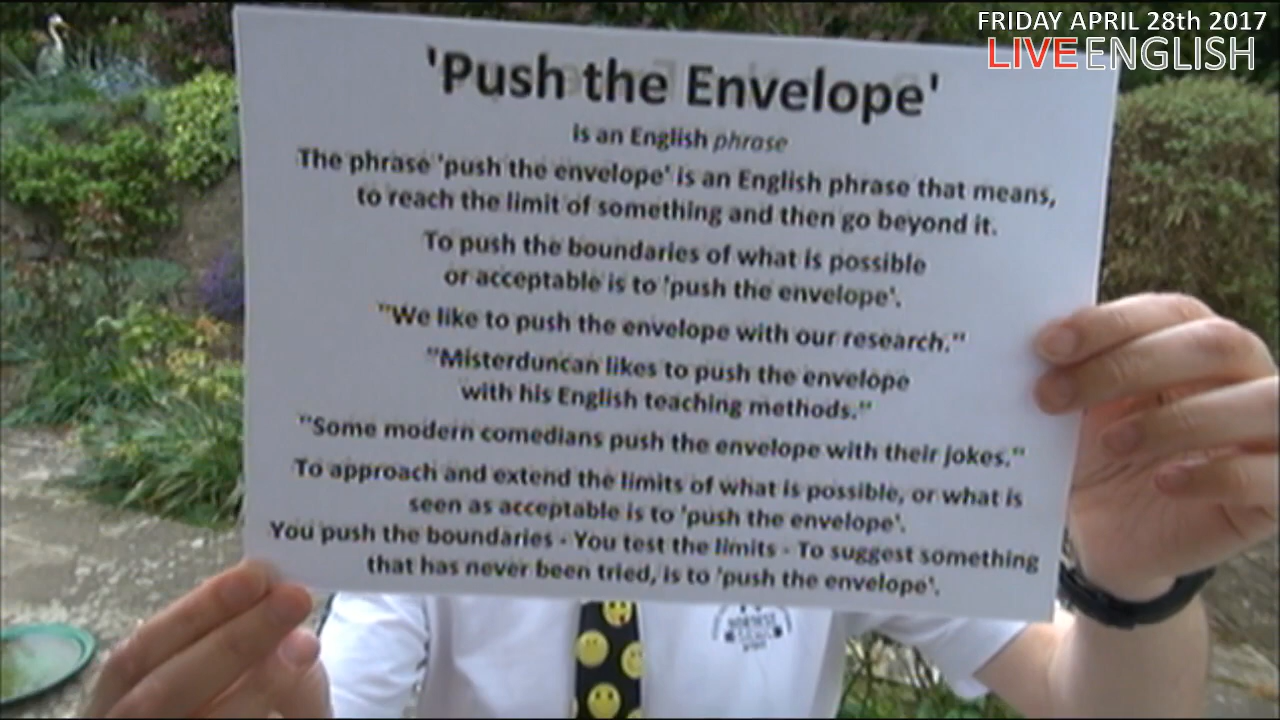 FRIDAY APRIL 28th 2017
LIVE ENGLISH
'Push the Envelope'
is an English phrase
The phrase 'push the envelope' is an English phrase that means,
to reach the limit of something and then go beyond it.
To push the boundaries of what is possible
or acceptable is to 'push the envelope'.
"We like to push the envelope with our research."
"Misterduncan likes to push the envelope
with his English teaching methods."
"Some modern comedians push the envelope with their jokes."
To approach and extend the limits of what is possible, or what is
seen as acceptable is to 'push the envelope'.
You push the boundaries - You test the limits - To suggest something
that has never been tried, is to 'push the envelope'.